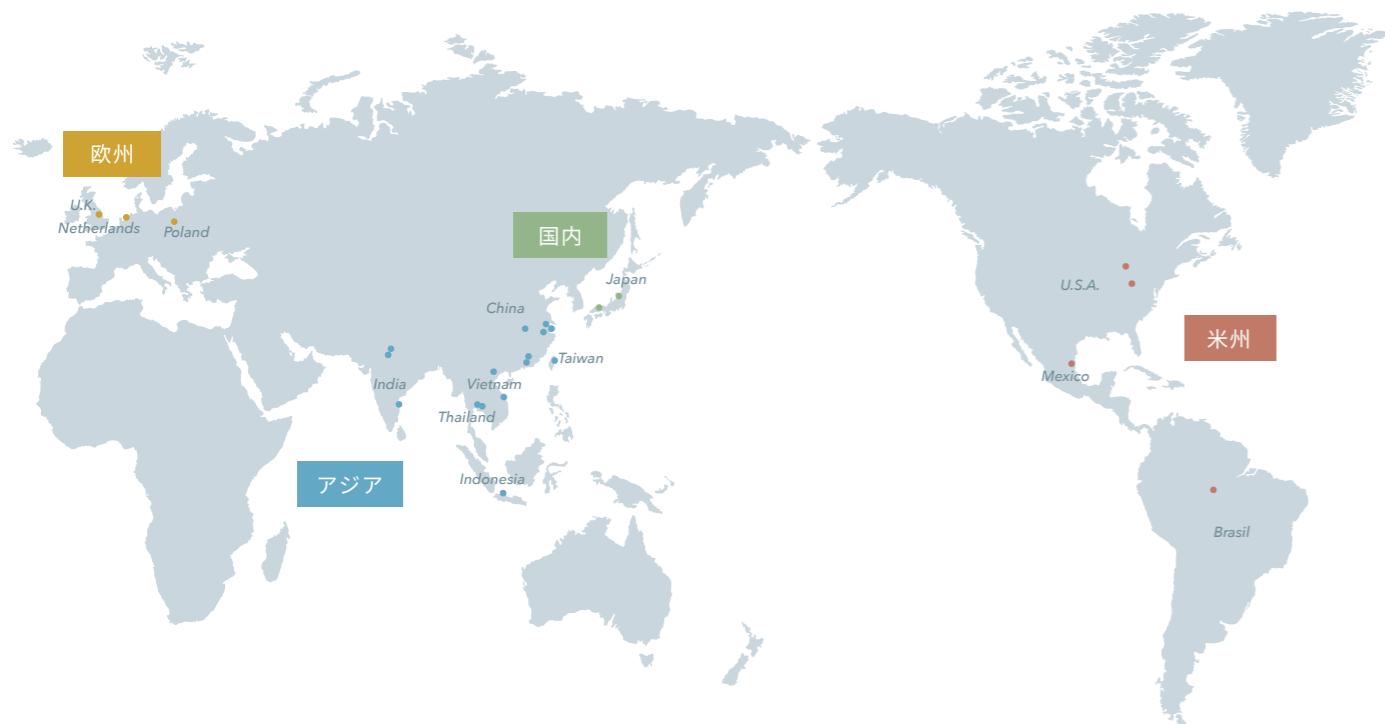 欧州
U.K.
Netherlands
Poland
国内
Japan
China
Taiwan
India
Vietnam
Thailand
アジア
Indonesia
U.S.A.
米州
Mexico
Brasil